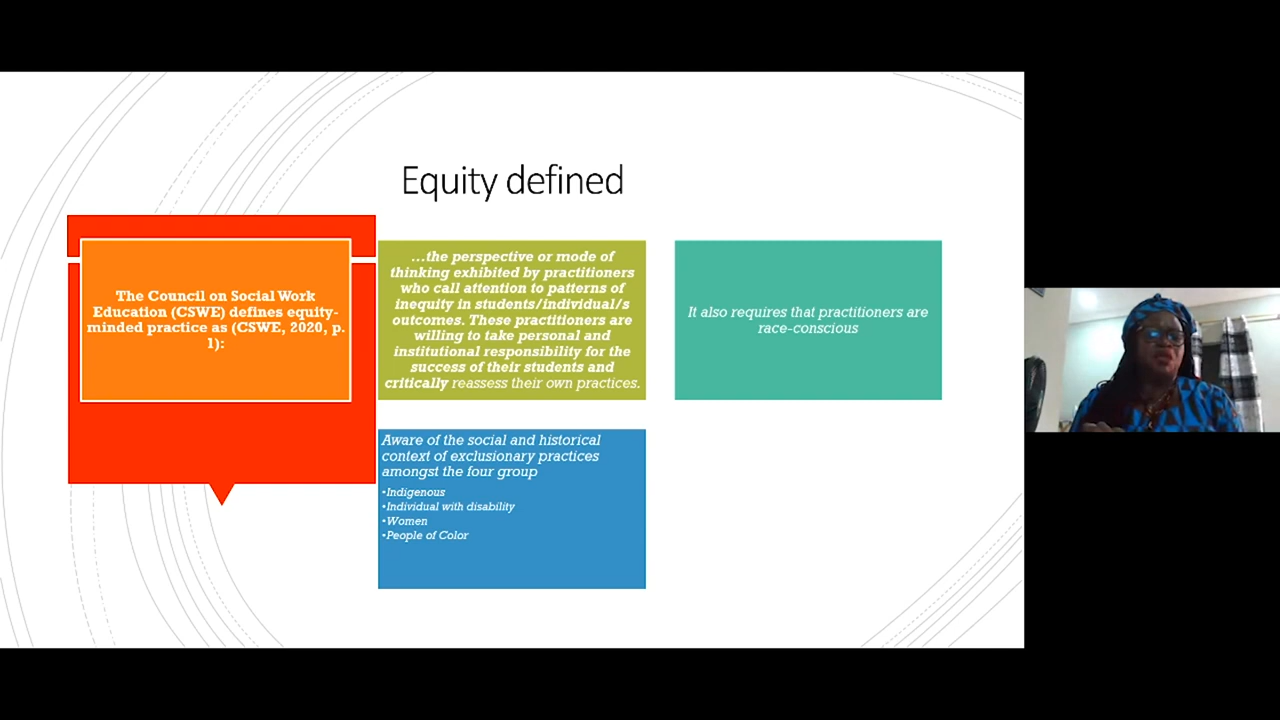 Equity defined
The Council on Social Work
Education (CSWE) defines equity-
minded practice as (CSWE, 2020, p.
1):
…the perspective or mode of
thinking exhibited by practitioners
who call attention to patterns of
inequity in students/individual/s
outcomes. These practitioners are
willing to take personal and
institutional responsibility for the
success of their students and
critically reassess their own practices.
It also requires that practitioners are
race-conscious
Aware of the social and historical
context of exclusionary practices
amongst the four group
•Indigenous
•Individual with disability
•Women
•People of Color